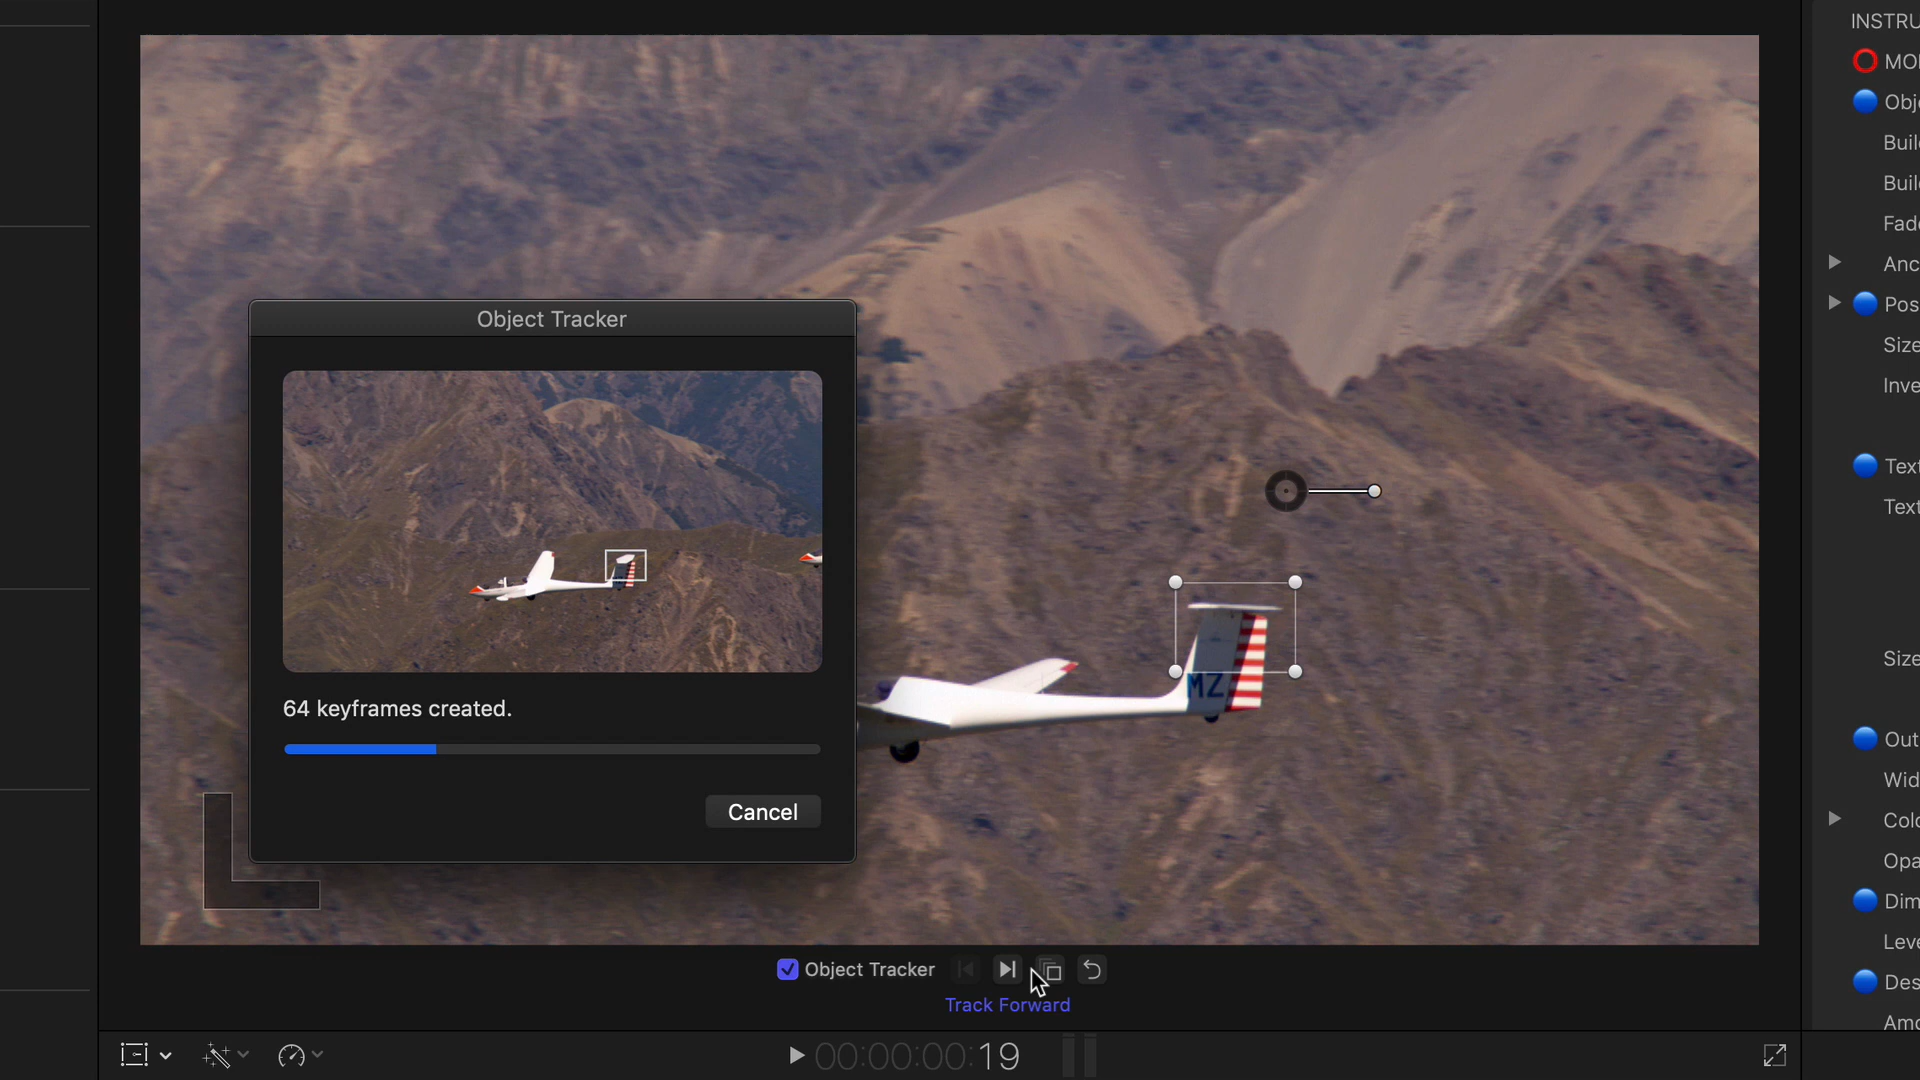 Object Tracker
64 keyframes created.
Cancel
MZ
Object Tracker
Track Forward
00:00:00:19
INSTRU
MO
Obj
Buil
Buil
Fad
Anc
Pos
Size
Inve
Text
Text
Size
Out
Wid
Colo
Opa
Dim
Leve
Des
Amo